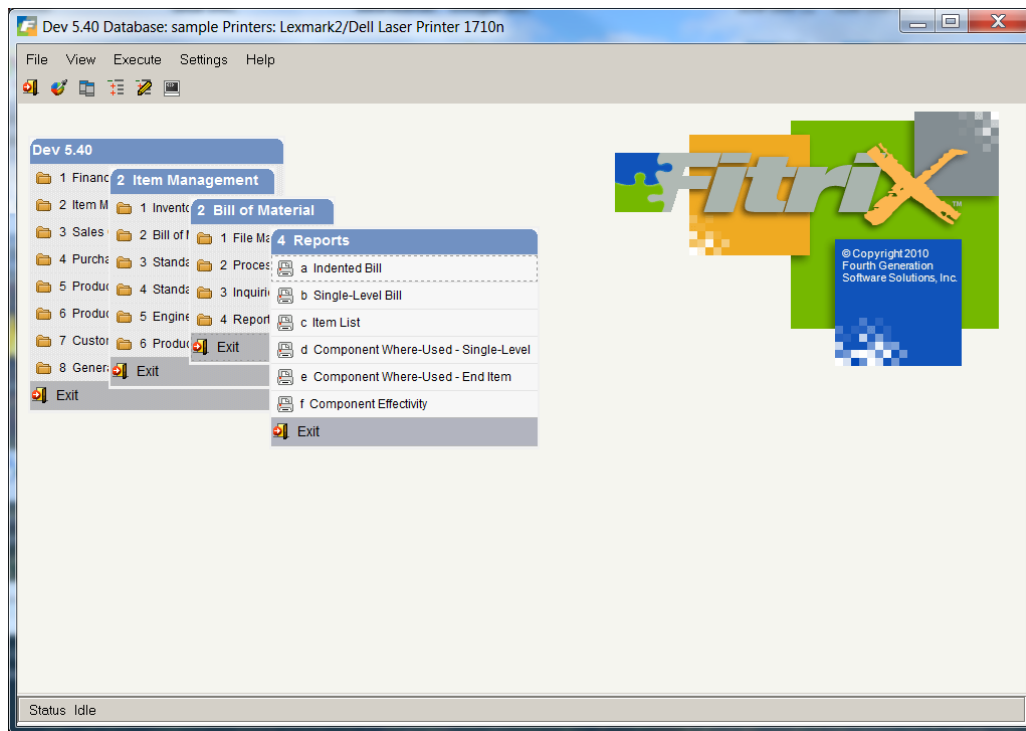 Dev 5.40 Database: sample Printers: Lexmark2/Dell Laser Printer 1710n
File View Execute Settings Help
Dev 5.40
1 Financ
2 Item M
3 Sales
4 Purcha
5 Produc
6 Produc
7 Custor
8 Genera
Exit
2 Item Management
1 Invento
2 Bill of M
3 Standa
4 Standa
5 Engine
6 Produc
Exit
2 Bill of Material
1 File Ma
2 Proces
3 Inquiri
4 Report
Exit
4 Reports
a Indented Bill
b Single-Level Bill
c Item List
d Component Where-Used - Single-Level
e Component Where-Used - End Item
f Component Effectivity
Exit
Fitrix
TM
© Copyright 2010
Fourth Generation
Software Solutions, Inc.
Status Idle